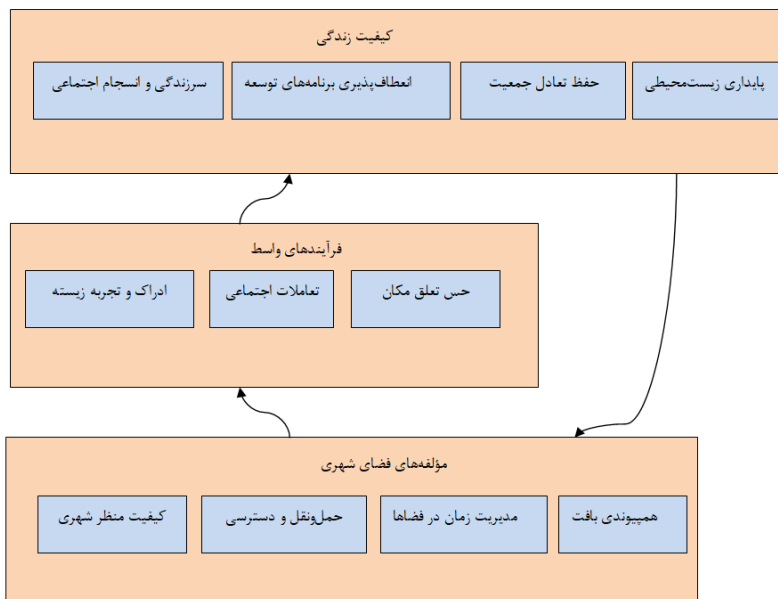 کیفیت زندگی
پایداری زیست‌محیطی
حفظ تعادل جمعیت
انعطاف‌پذیری برنامه‌های توسعه
سرزندگی و انسجام اجتماعی
فرآیندهای واسط
حس تعلق مکان
تعاملات اجتماعی
ادراک و تجربه زیسته
مؤلفه‌های فضای شهری
همپیوندی بافت
مدیریت زمان در فضاها
حمل‌ونقل و دسترسی
کیفیت منظر شهری